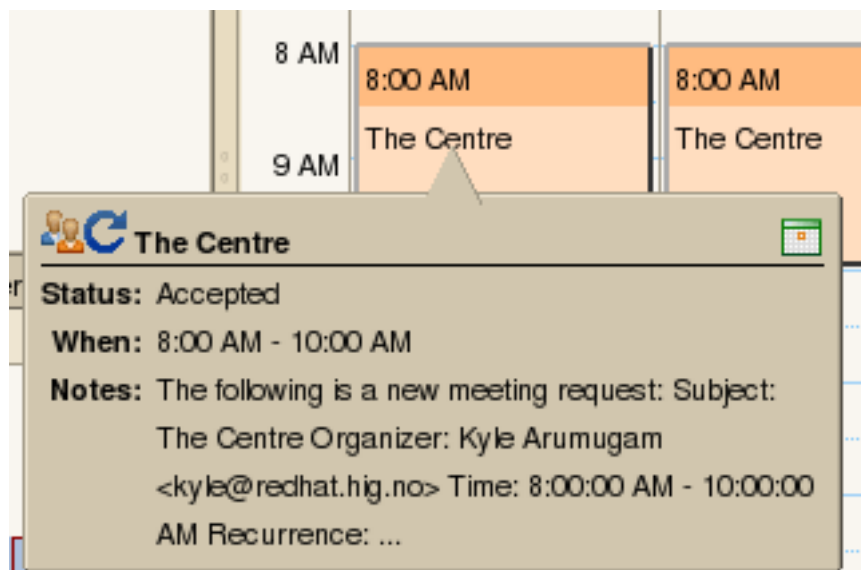 8 AM
8:00 AM
8:00 AM
The Centre
The Centre
9 AM
The Centre
er
Status: Accepted
When: 8:00 AM - 10:00 AM
Notes: The following is a new meeting request: Subject:
The Centre Organizer: Kyle Arumugam
<kyle@redhat.hig.no> Time: 8:00:00 AM - 10:00:00
AM Recurrence: ...